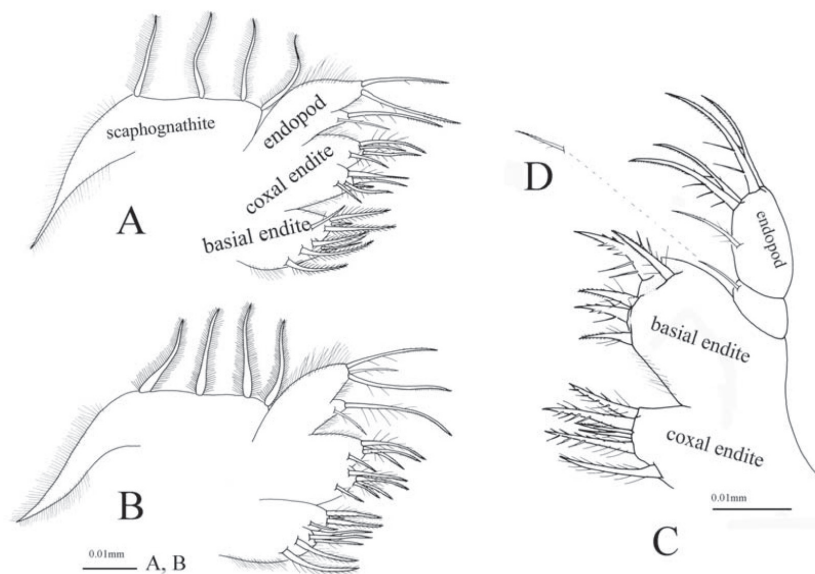 scaphognathite
endopod
coxal endite
basial endite
A
B
0.01mm
A, B
D
endopod
basial endite
coxal endite
0.01mm
C